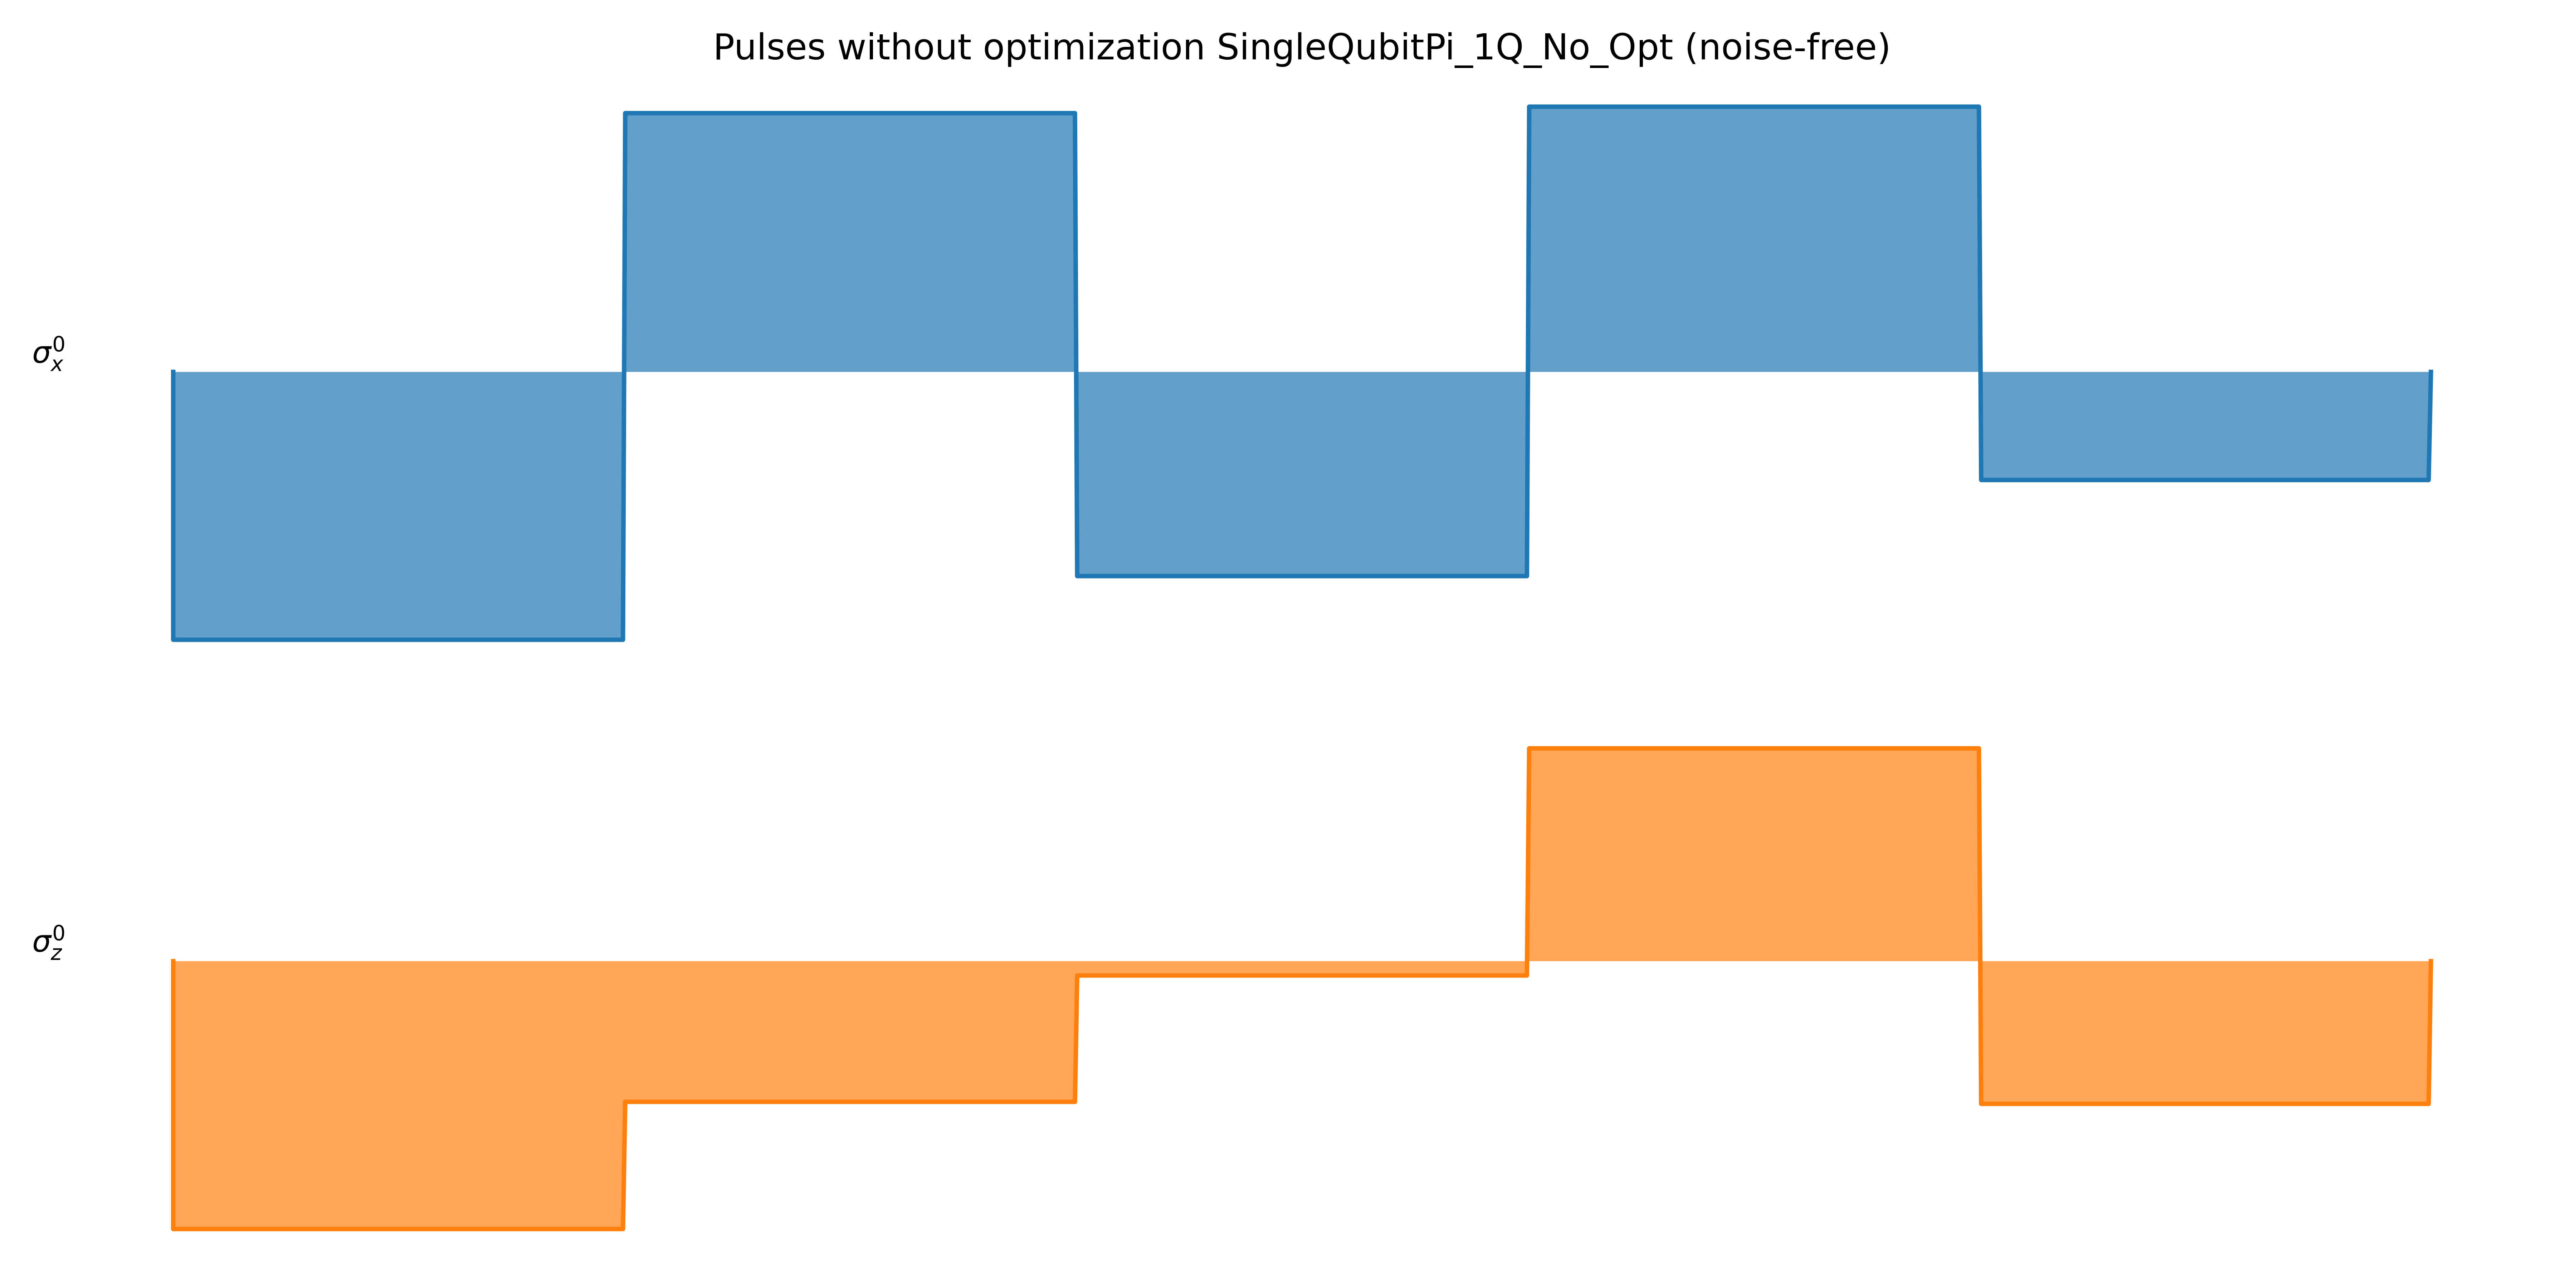 Pulses without optimization SingleQubitPi_1Q_No_Opt (noise-free)
σ_x^0
σ_z^0